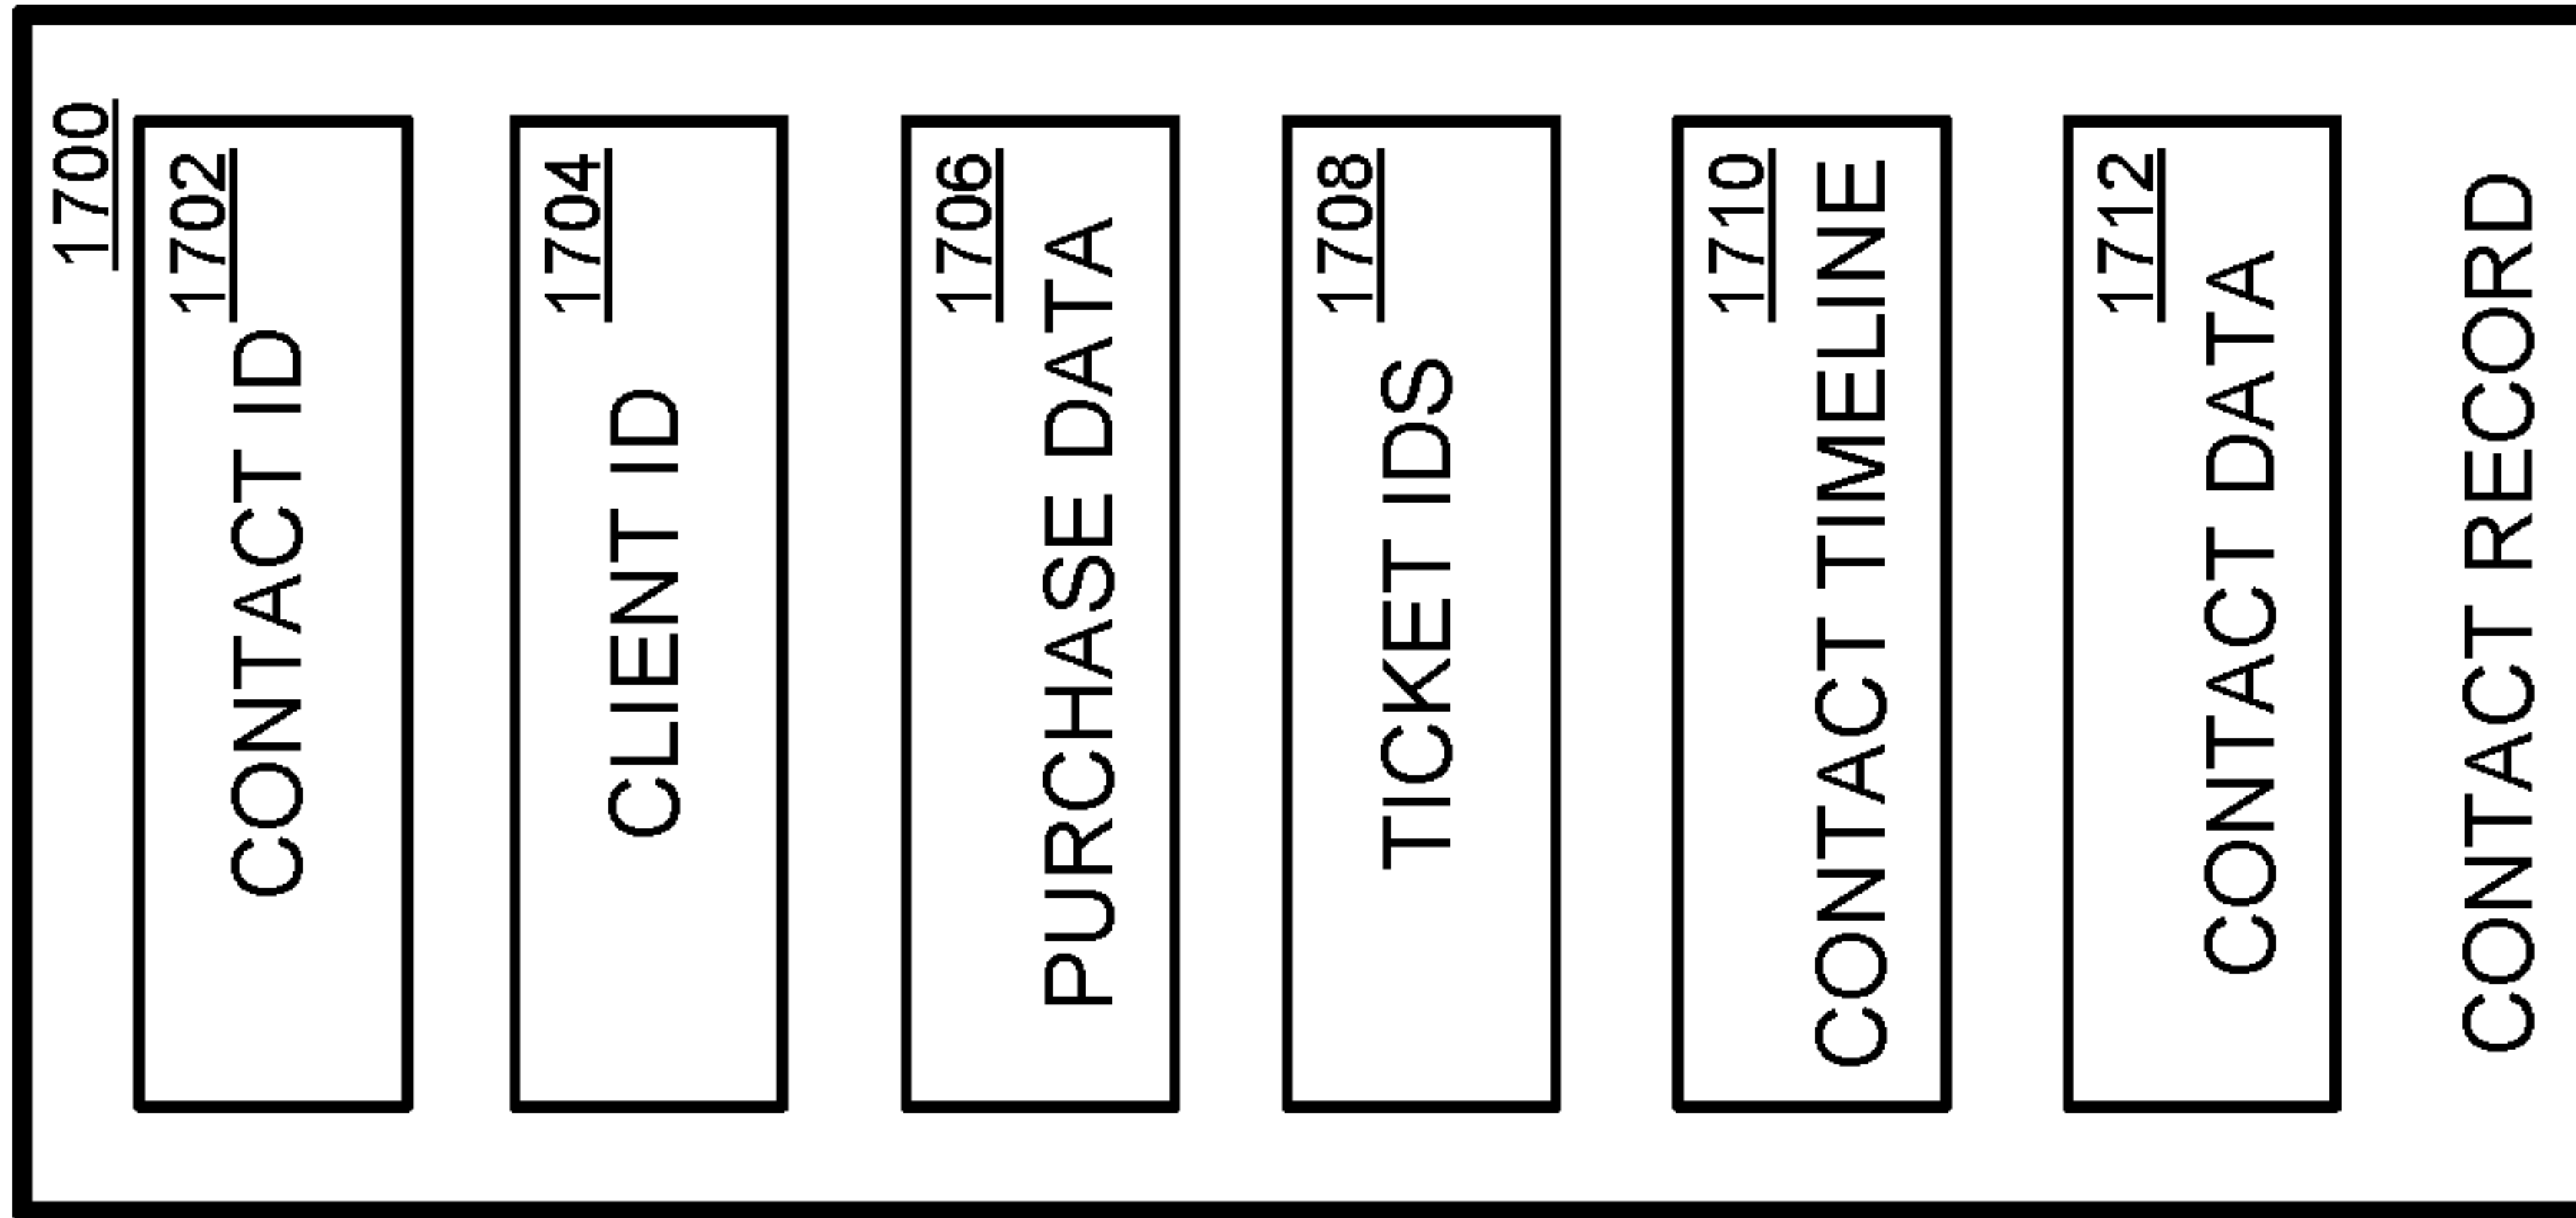 1700
1702
CONTACT ID
1704
CLIENT ID
1706
PURCHASE DATA
1708
TICKET IDS
1710
CONTACT TIMELINE
1712
CONTACT DATA
CONTACT RECORD